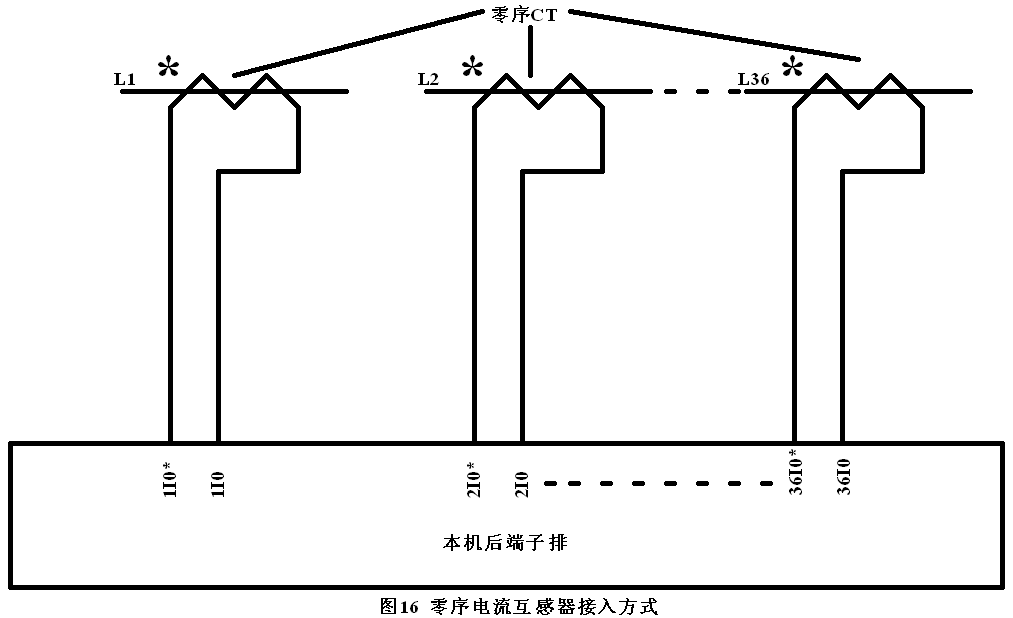 零序CT
L1 * L2 * L36 *
1I0* 1I0 2I0* 2I0 36I0* 36I0
本机后端子排
图16 零序电流互感器接入方式